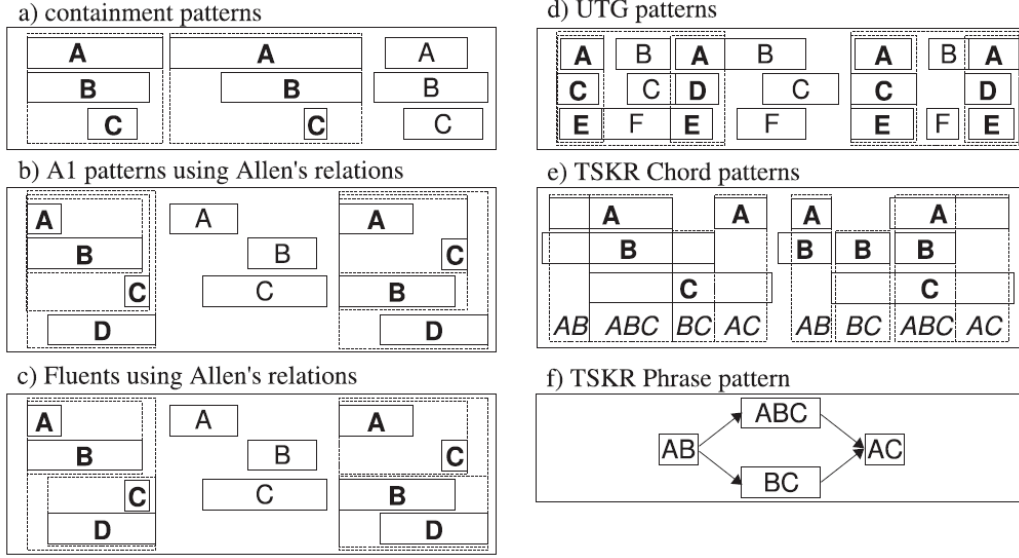 a) containment patterns
A A A
B B B
C C C
b) A1 patterns using Allen's relations
A A A
B B C
C C B
D D
c) Fluents using Allen's relations
A A A
B B C
C C B
D D
d) UTG patterns
A B A B A B A
C C D C C D
E F E F E F E
e) TSKR Chord patterns
A A A A
B B B B
C C
AB ABC BC AC AB BC ABC AC
f) TSKR Phrase pattern
ABC
AB AC
BC